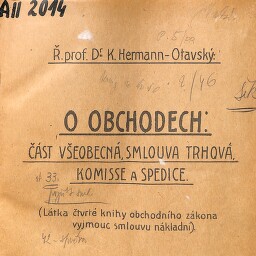 AII 2014
Ř. prof. Dr K. Hermann-Otavský:
O OBCHODECH:
ČÁST VŠEOBECNÁ, SMLOUVA TRHOVÁ,
KOMISSE A SPEDICE.
(Látka čtvrté knihy obchodního zákona
vyjmouc smlouvu nákladní).